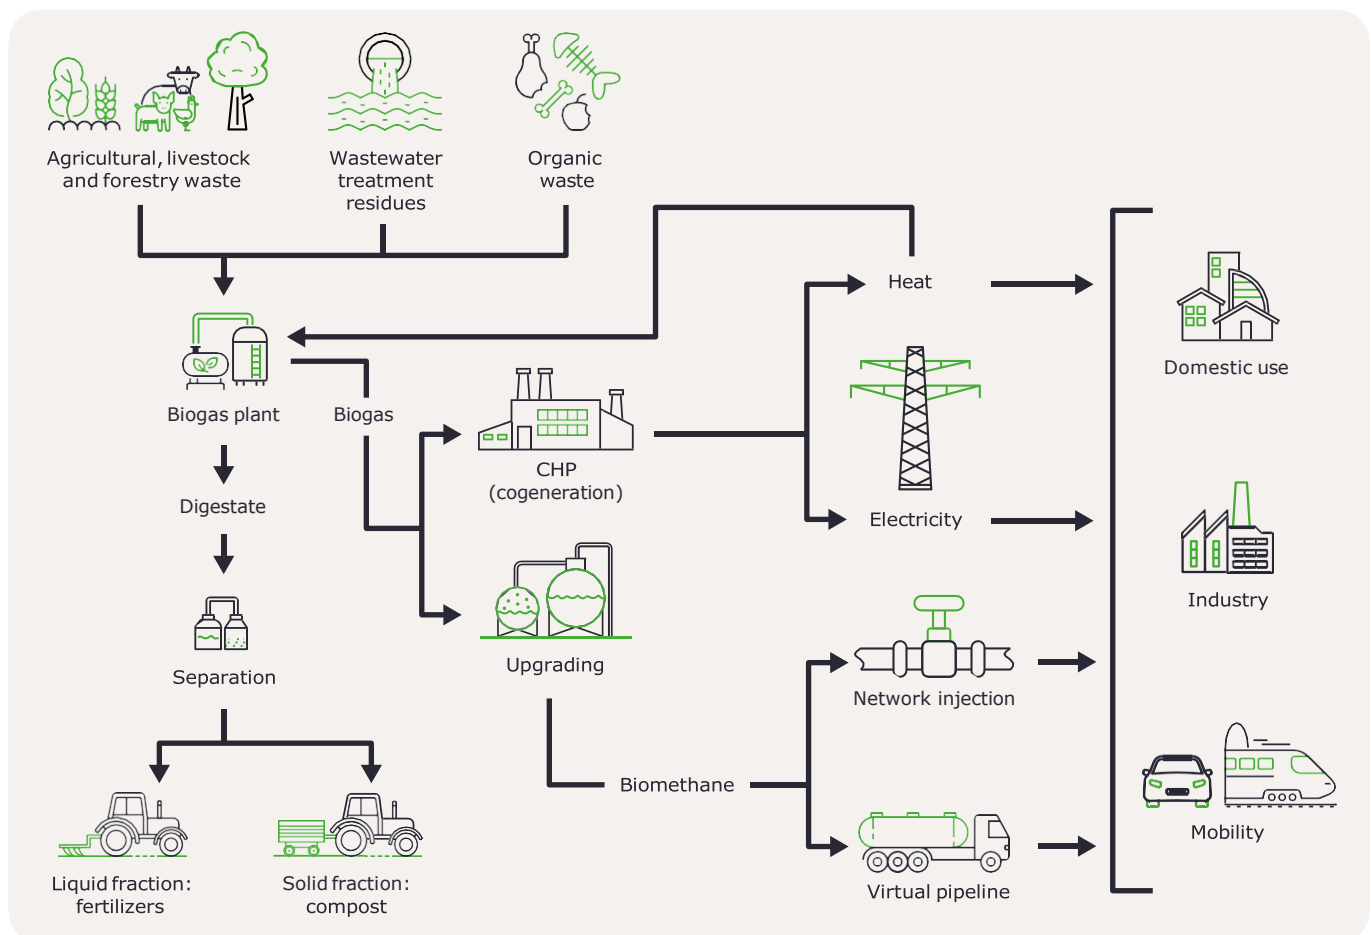 Agricultural, livestock
and forestry waste
Wastewater
treatment
residues
Organic
waste
Heat
Domestic use
Biogas plant
Biogas
CHP
(cogeneration)
Digestate
Electricity
Industry
Separation
Upgrading
Network injection
Biomethane
Mobility
Liquid fraction:
fertilizers
Solid fraction:
compost
Virtual pipeline